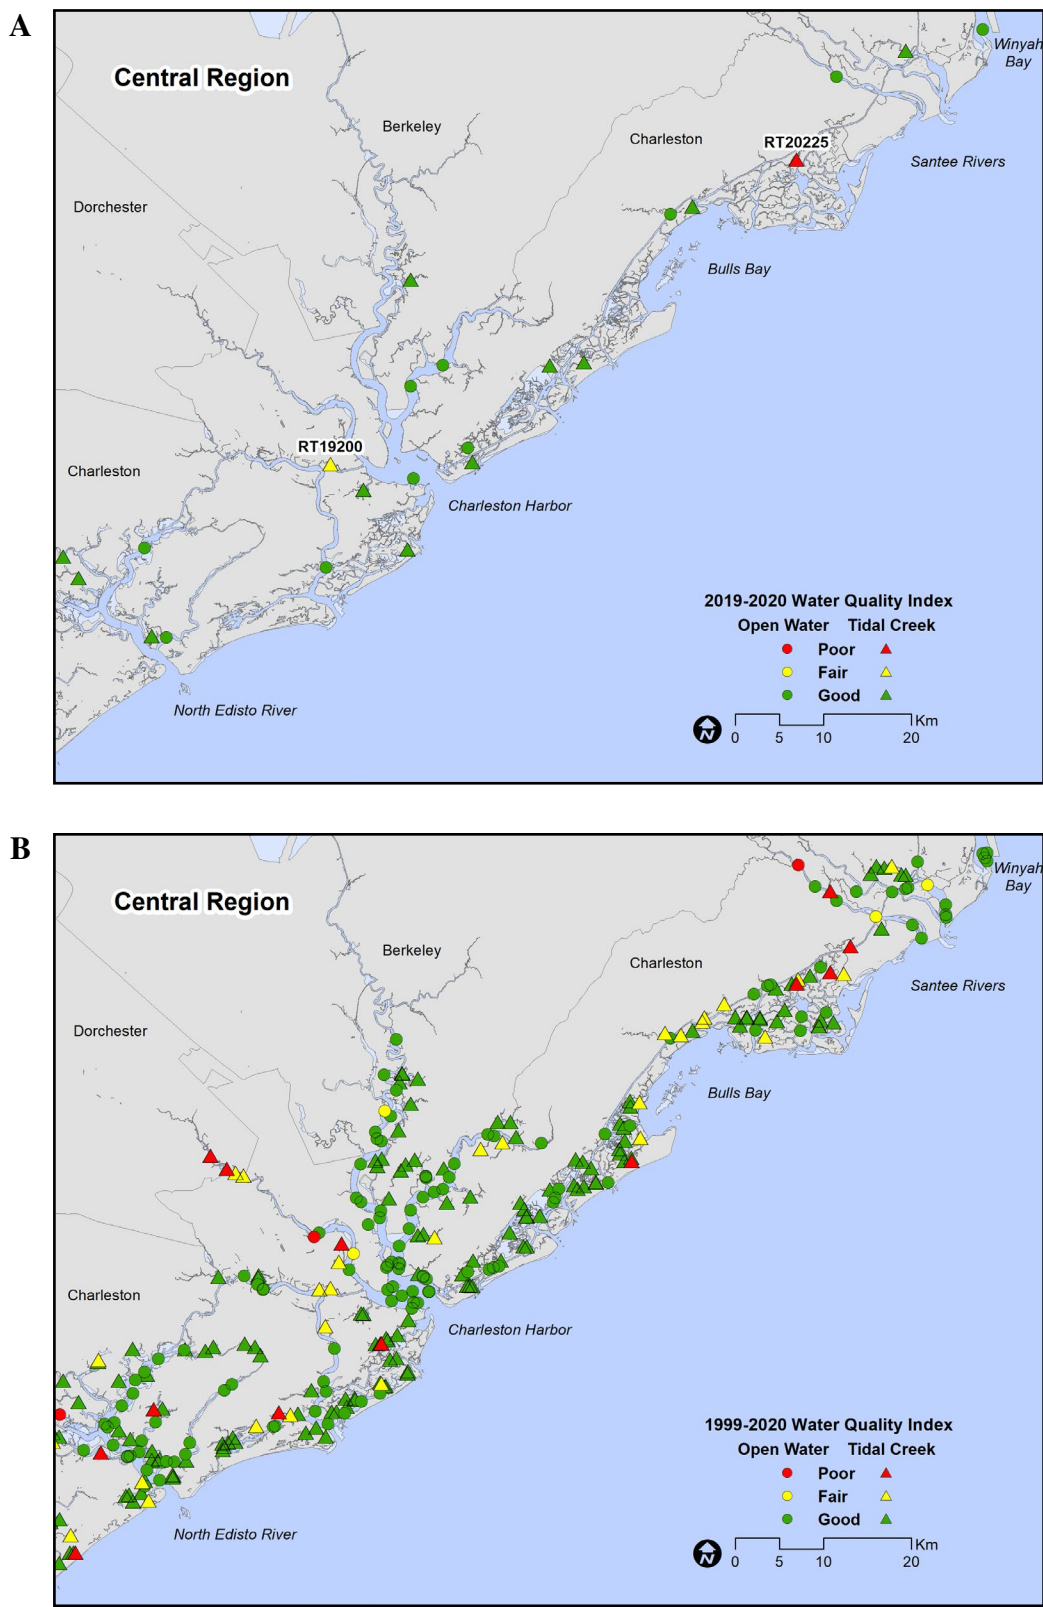 A
Central Region
Winyah
Bay
Berkeley
Charleston
RT20225
Santee Rivers
Dorchester
Bulls Bay
RT19200
Charleston
Charleston Harbor
2019-2020 Water Quality Index
Open Water Tidal Creek
Poor
Fair
Good
North Edisto River
N
Km
0 5 10 20
B
Central Region
Winyah
Bay
Berkeley
Charleston
Santee Rivers
Dorchester
Bulls Bay
Charleston
Charleston Harbor
1999-2020 Water Quality Index
Open Water Tidal Creek
Poor
Fair
Good
North Edisto River
N
Km
0 5 10 20